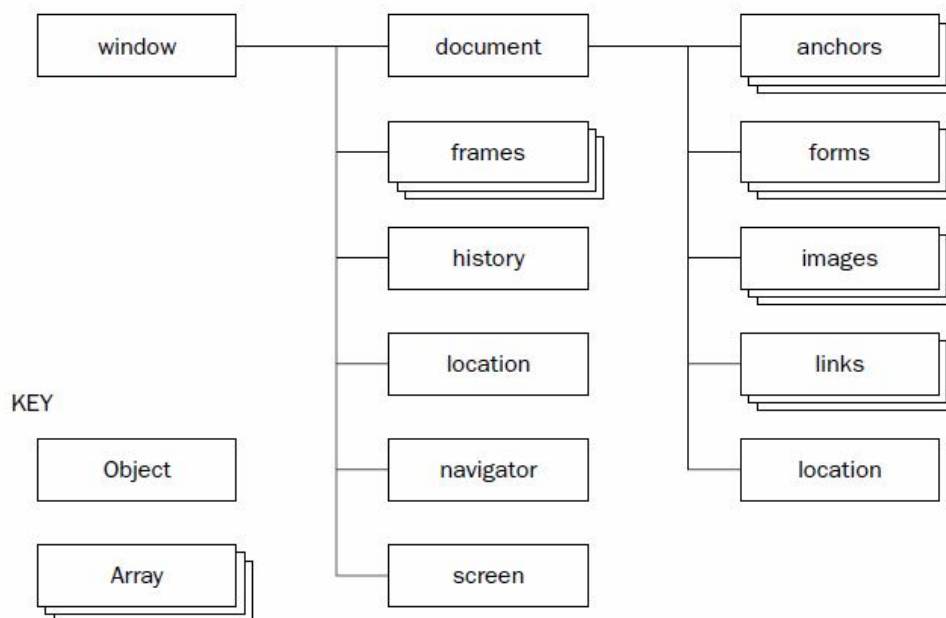 window
document
anchors
frames
forms
history
images
location
links
KEY
Object
navigator
location
Array
screen